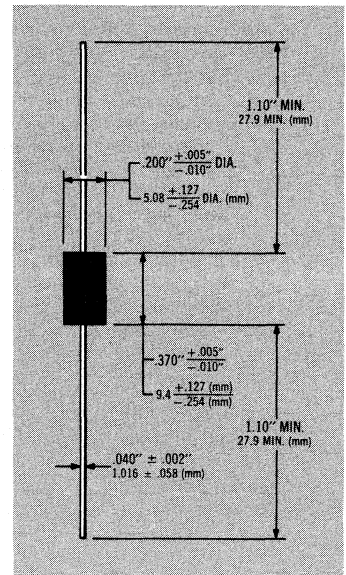 1.10" MIN.
27.9 MIN. (mm)
.200" +.005" -.010" DIA.
5.08 +.127 -.254 DIA. (mm)
.370" +.005" -.010"
9.4 +.127 (mm) -.254 (mm)
1.10" MIN.
27.9 MIN. (mm)
.040" ± .002"
1.016 ± .058 (mm)